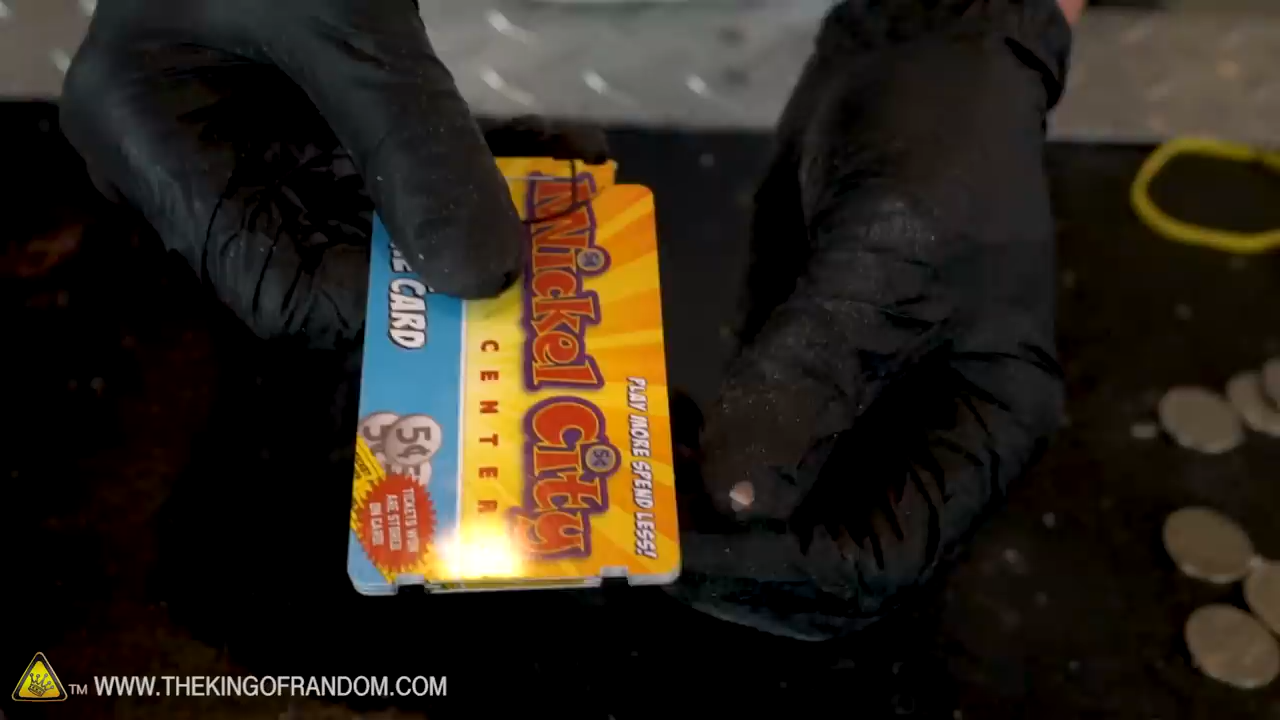 PLAY MORE SPEND LESS!
Nickel City
CENTER
CARD
5¢
TICKETS WON
ARE STORED
ON CARD
TM WWW.THEKINGOFRANDOM.COM